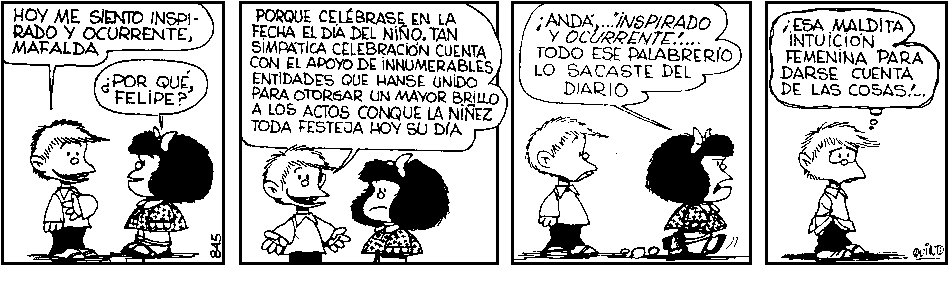 HOY ME SIENTO INSPI-
RADO Y OCURRENTE,
MAFALDA
¿POR QUÉ,
FELIPE?
845
PORQUE CELÉBRASE EN LA
FECHA EL DÍA DEL NIÑO. TAN
SIMPÁTICA CELEBRACIÓN CUENTA
CON EL APOYO DE INNUMERABLES
ENTIDADES QUE HANSE UNIDO
PARA OTORGAR UN MAYOR BRILLO
A LOS ACTOS CONQUE LA NIÑEZ
TODA FESTEJA HOY SU DÍA
¡ANDÁ,...."INSPIRADO
Y OCURRENTE!....
TODO ESE PALABRERÍO
LO SACASTE DEL
DIARIO
¡ESA MALDITA
INTUICIÓN
FEMENINA PARA
DARSE CUENTA
DE LAS COSAS!...
QUINO